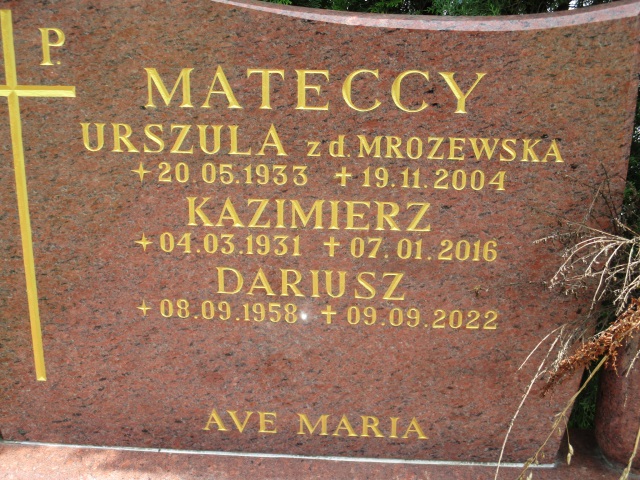 P.
MATECCY
URSZULA z d. MROZEWSKA
20.05.1933 + 19.11.2004
KAZIMIERZ
04.03.1931 + 07.01.2016
DARIUSZ
08.09.1958 + 09.09.2022
AVE MARIA